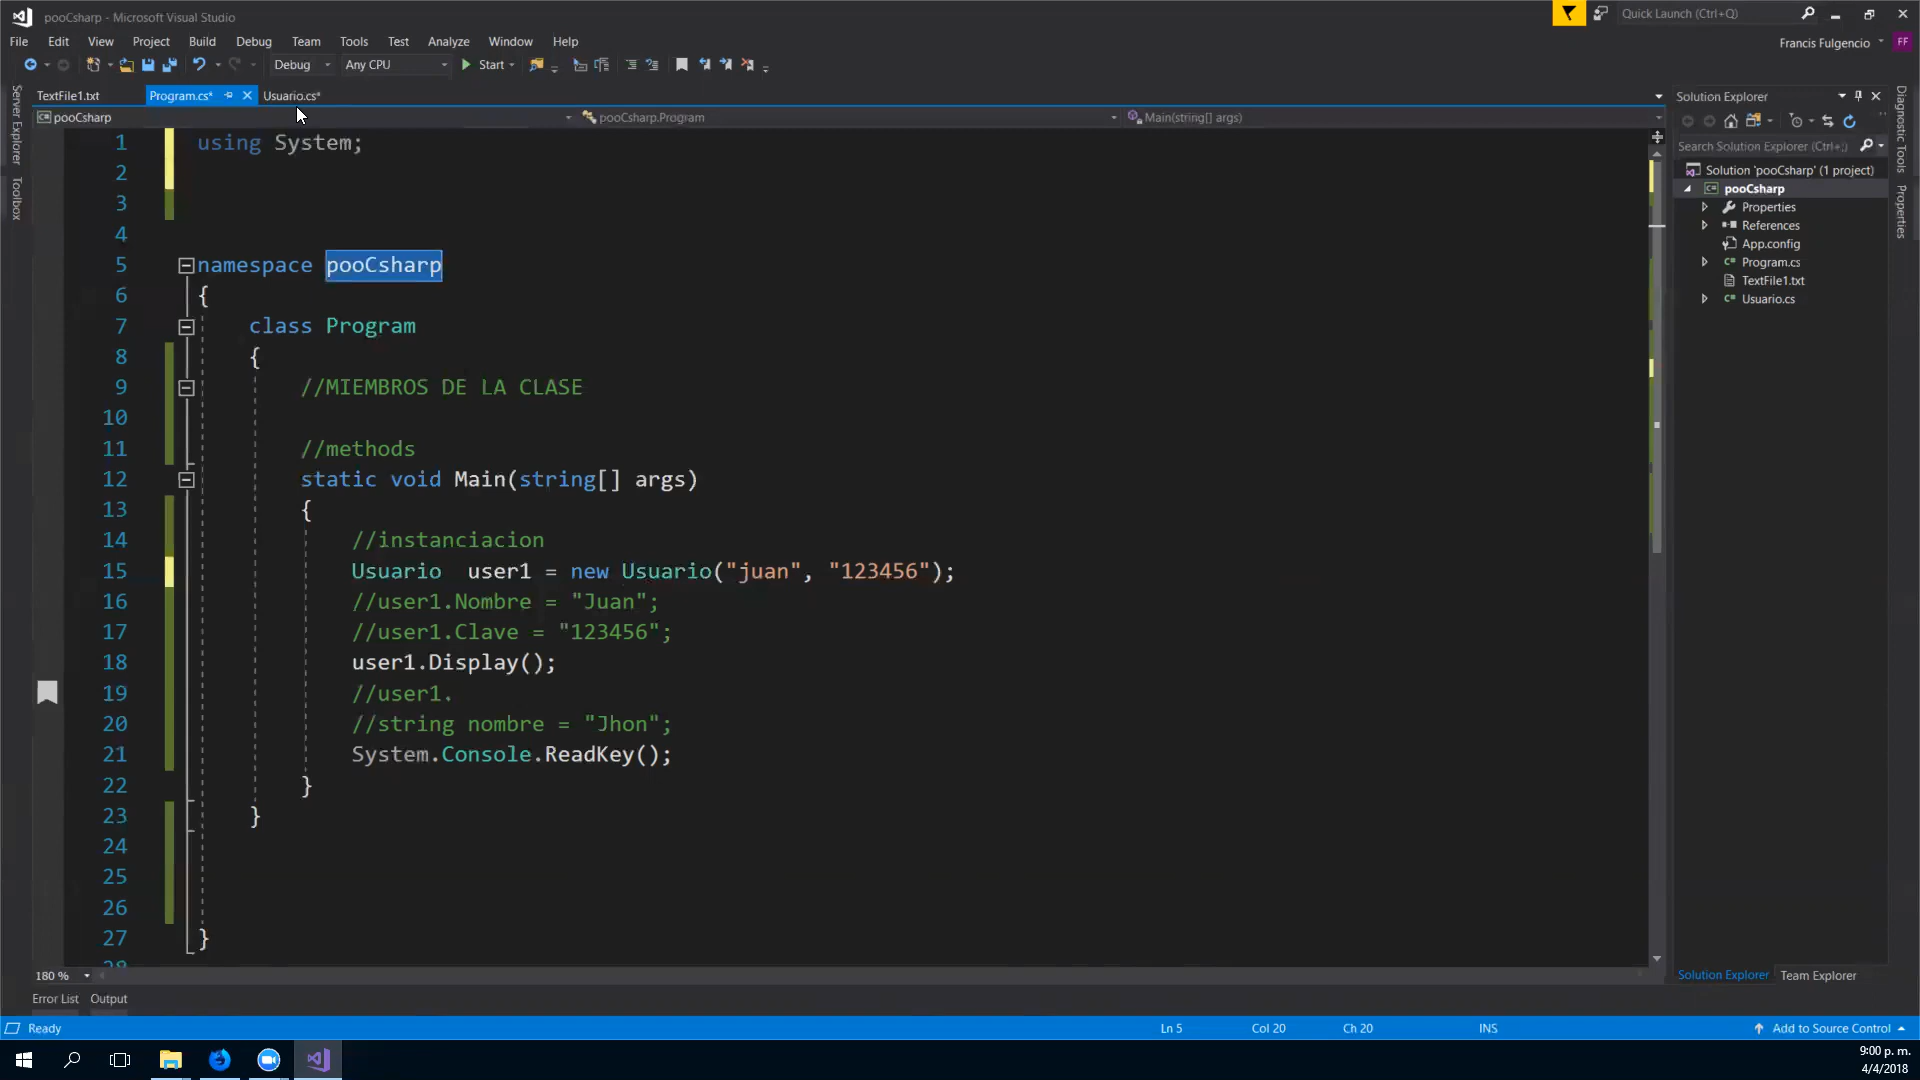 pooCsharp - Microsoft Visual Studio
Quick Launch (Ctrl+Q)
File Edit View Project Build Debug Team Tools Test Analyze Window Help
Francis Fulgencio FF
Debug Any CPU Start
TextFile1.txt Program.cs* Usuario.cs*
pooCsharp pooCsharp.Program Main(string[] args)
Server Explorer
Toolbox
1 using System;
2
3
4
5 namespace pooCsharp
6 {
7 class Program
8 {
9 //MIEMBROS DE LA CLASE
10
11 //methods
12 static void Main(string[] args)
13 {
14 //instanciacion
15 Usuario user1 = new Usuario("juan", "123456");
16 //user1.Nombre = "Juan";
17 //user1.Clave = "123456";
18 user1.Display();
19 //user1.
20 //string nombre = "Jhon";
21 System.Console.ReadKey();
22 }
23 }
24
25
26
27 }
28
180 %
Solution Explorer
Search Solution Explorer (Ctrl+;)
Solution 'pooCsharp' (1 project)
pooCsharp
Properties
References
App.config
Program.cs
TextFile1.txt
Usuario.cs
Solution Explorer Team Explorer
Diagnostic Tools
Properties
Error List Output
Ready Ln 5 Col 20 Ch 20 INS Add to Source Control
9:00 p. m.
4/4/2018